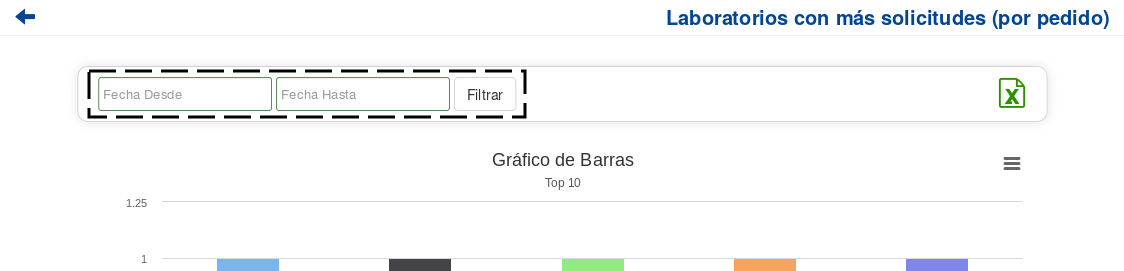 Laboratorios con más solicitudes (por pedido)
Fecha Desde Fecha Hasta Filtrar
Gráfico de Barras
Top 10
1.25
1